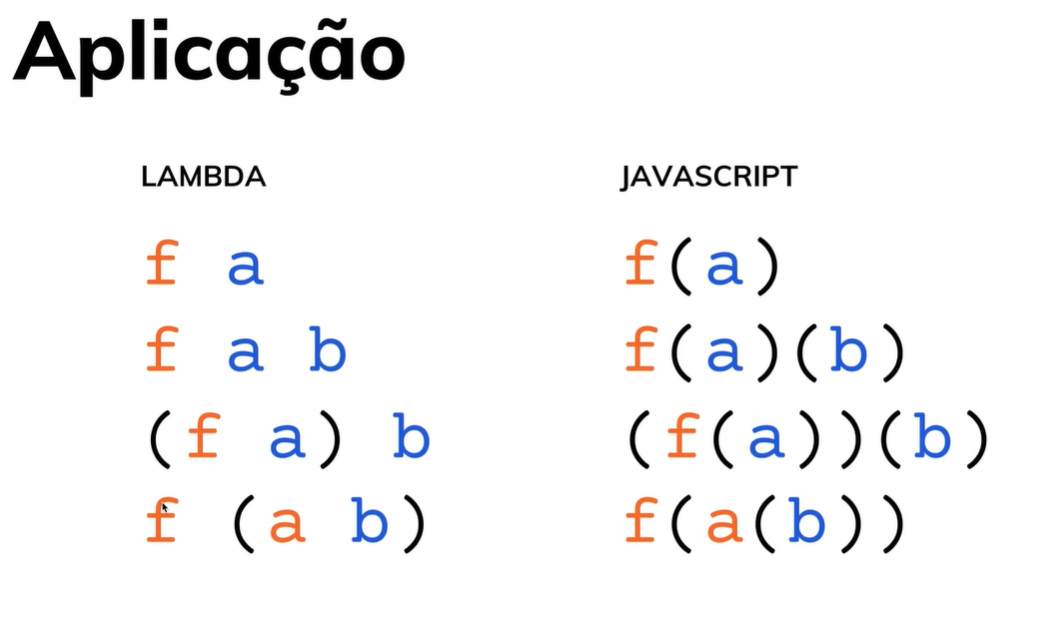 Aplicação
LAMBDA JAVASCRIPT
f a f(a)
f a b f(a)(b)
(f a) b (f(a))(b)
f (a b) f(a(b))